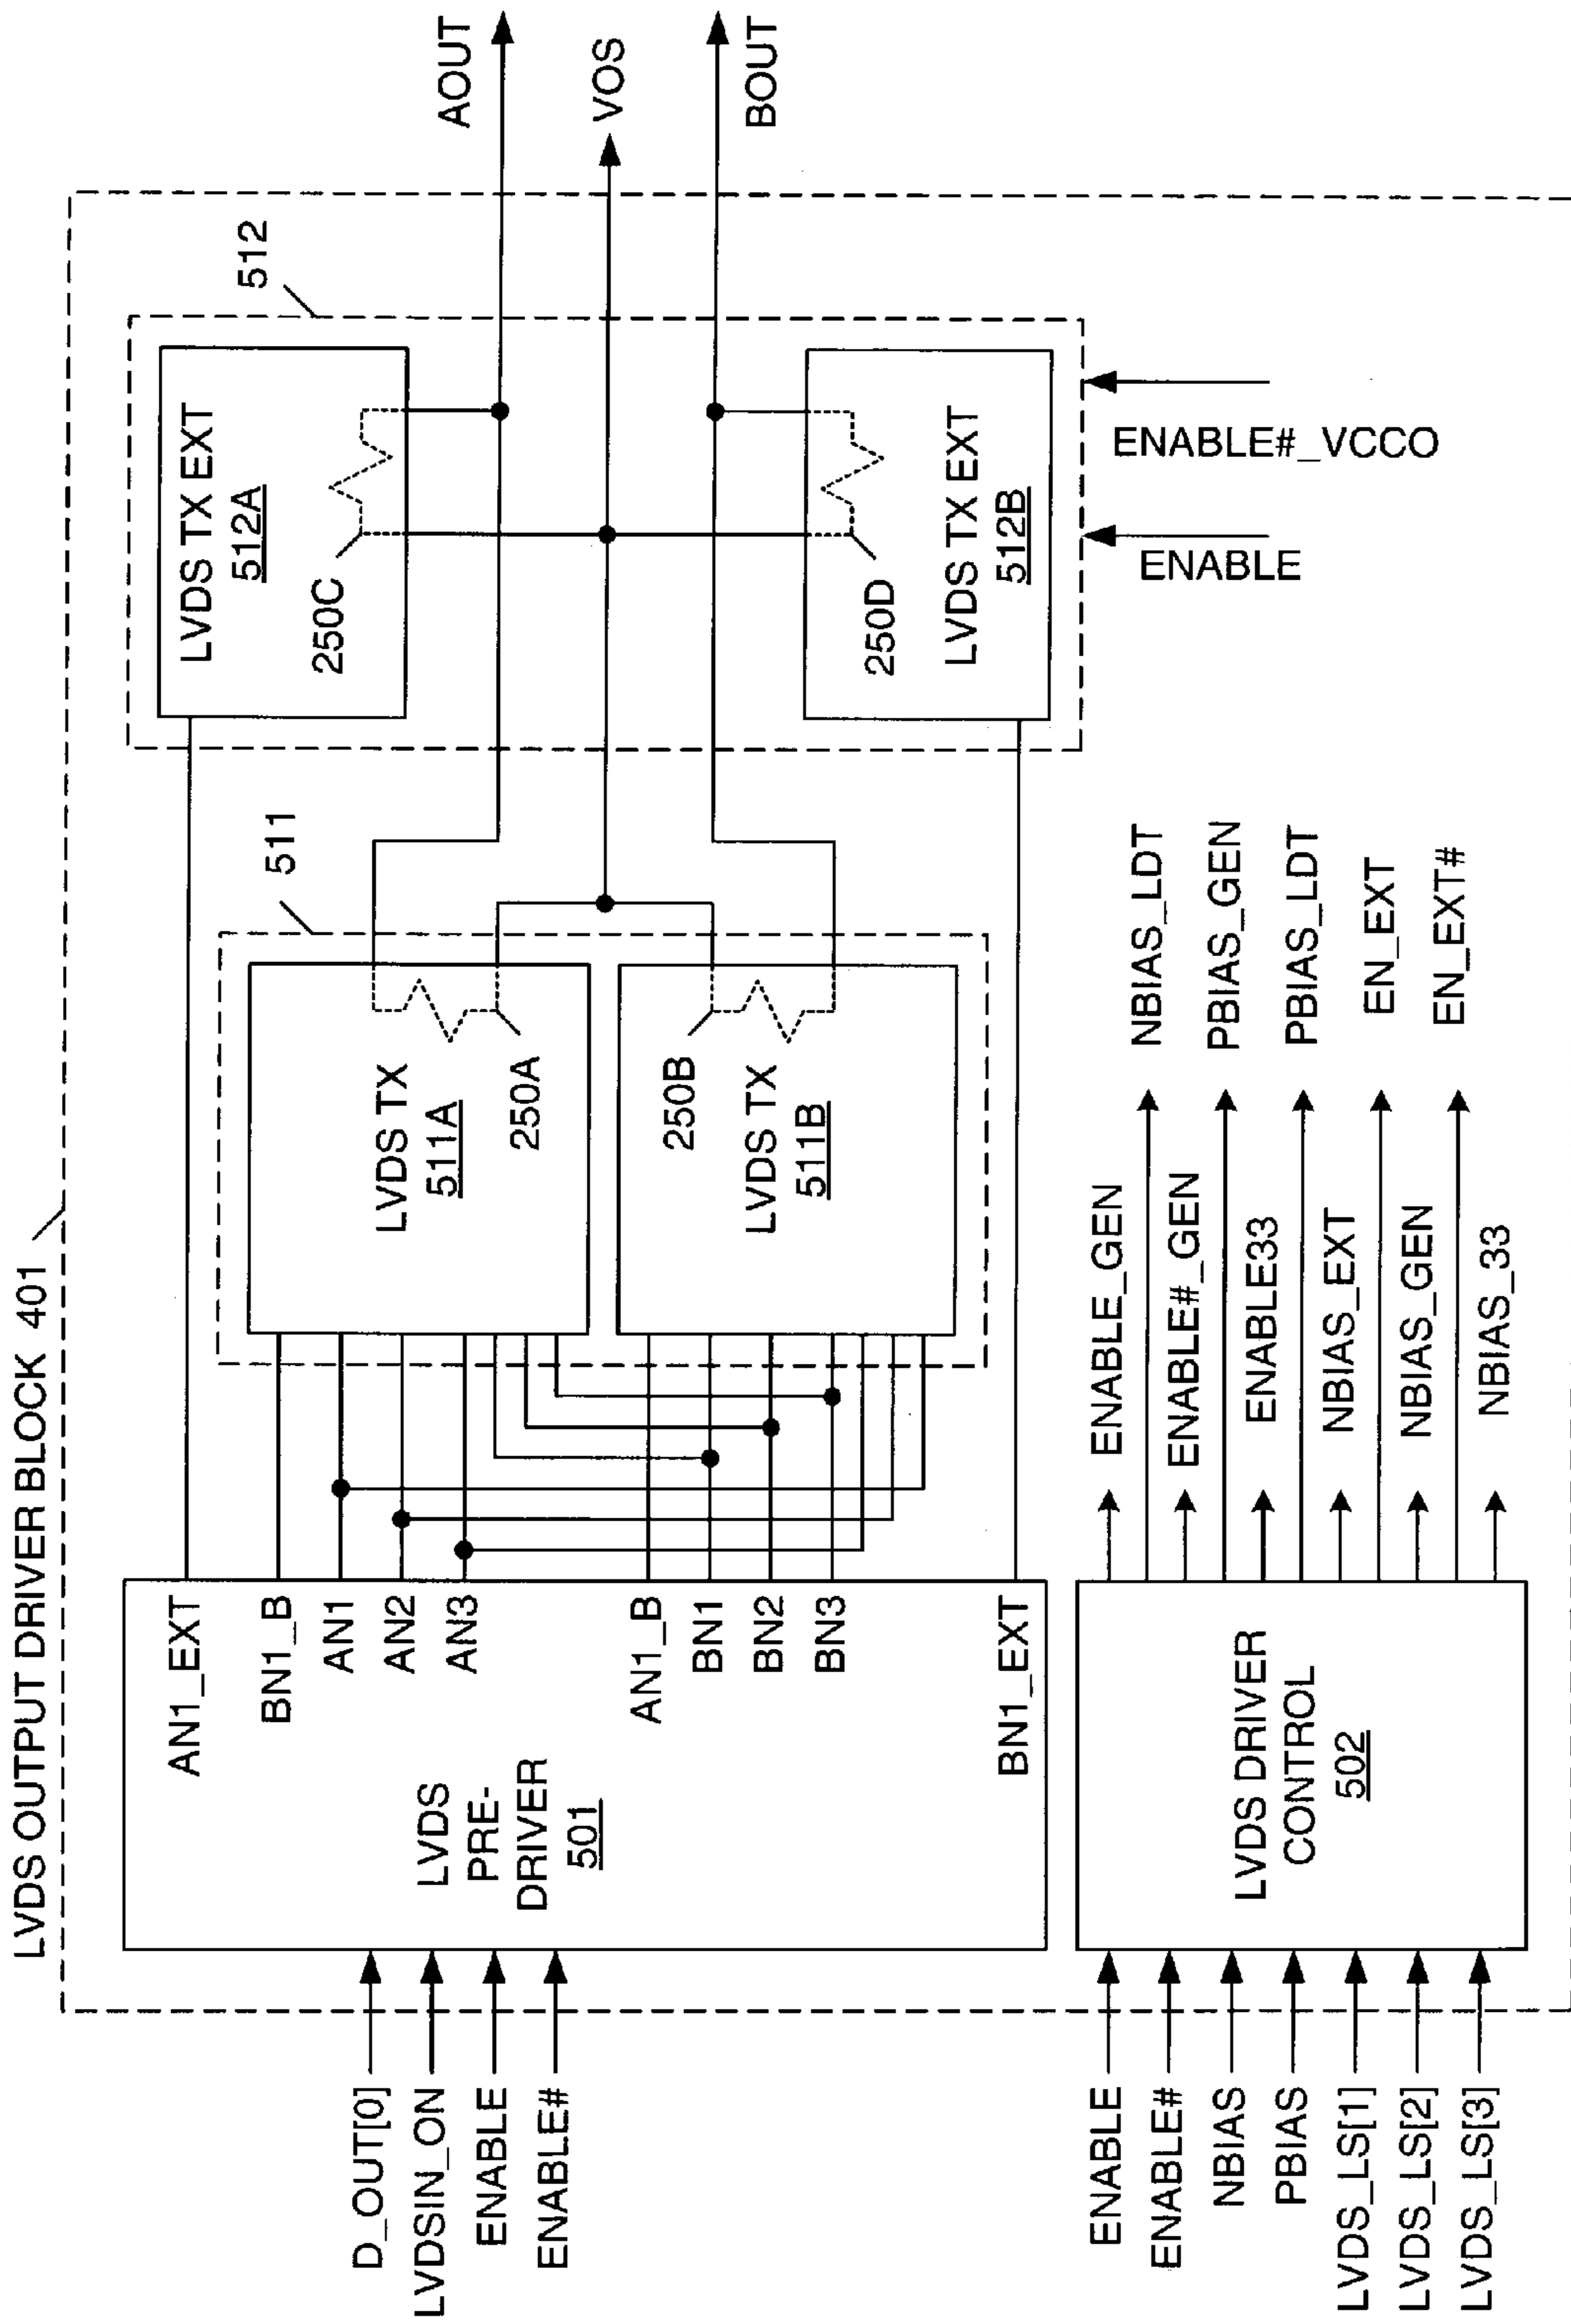 LVDS OUTPUT DRIVER BLOCK 401
D_OUT[0]
LVDSIN_ON
ENABLE
ENABLE#
LVDS
PRE-
DRIVER
501
AN1_EXT
BN1_B
AN1
AN2
AN3
AN1_B
BN1
BN2
BN3
BN1_EXT
511
LVDS TX
511A
250A
250B
LVDS TX
511B
512
LVDS TX EXT
512A
250C
250D
LVDS TX EXT
512B
AOUT
VOS
BOUT
ENABLE
ENABLE#_VCCO
ENABLE
ENABLE#
NBIAS
PBIAS
LVDS_LS[1]
LVDS_LS[2]
LVDS_LS[3]
LVDS DRIVER
CONTROL
502
ENABLE_GEN
NBIAS_LDT
ENABLE#_GEN
PBIAS_GEN
ENABLE33
PBIAS_LDT
NBIAS_EXT
EN_EXT
NBIAS_GEN
EN_EXT#
NBIAS_33